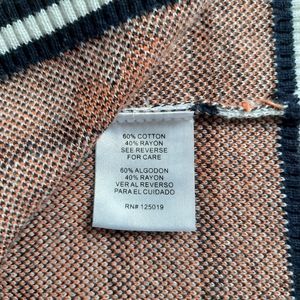 60% COTTON
40% RAYON
SEE REVERSE
FOR CARE
60% ALGODON
40% RAYON
VER AL REVERSO
PARA EL CUIDADO
RN# 125019